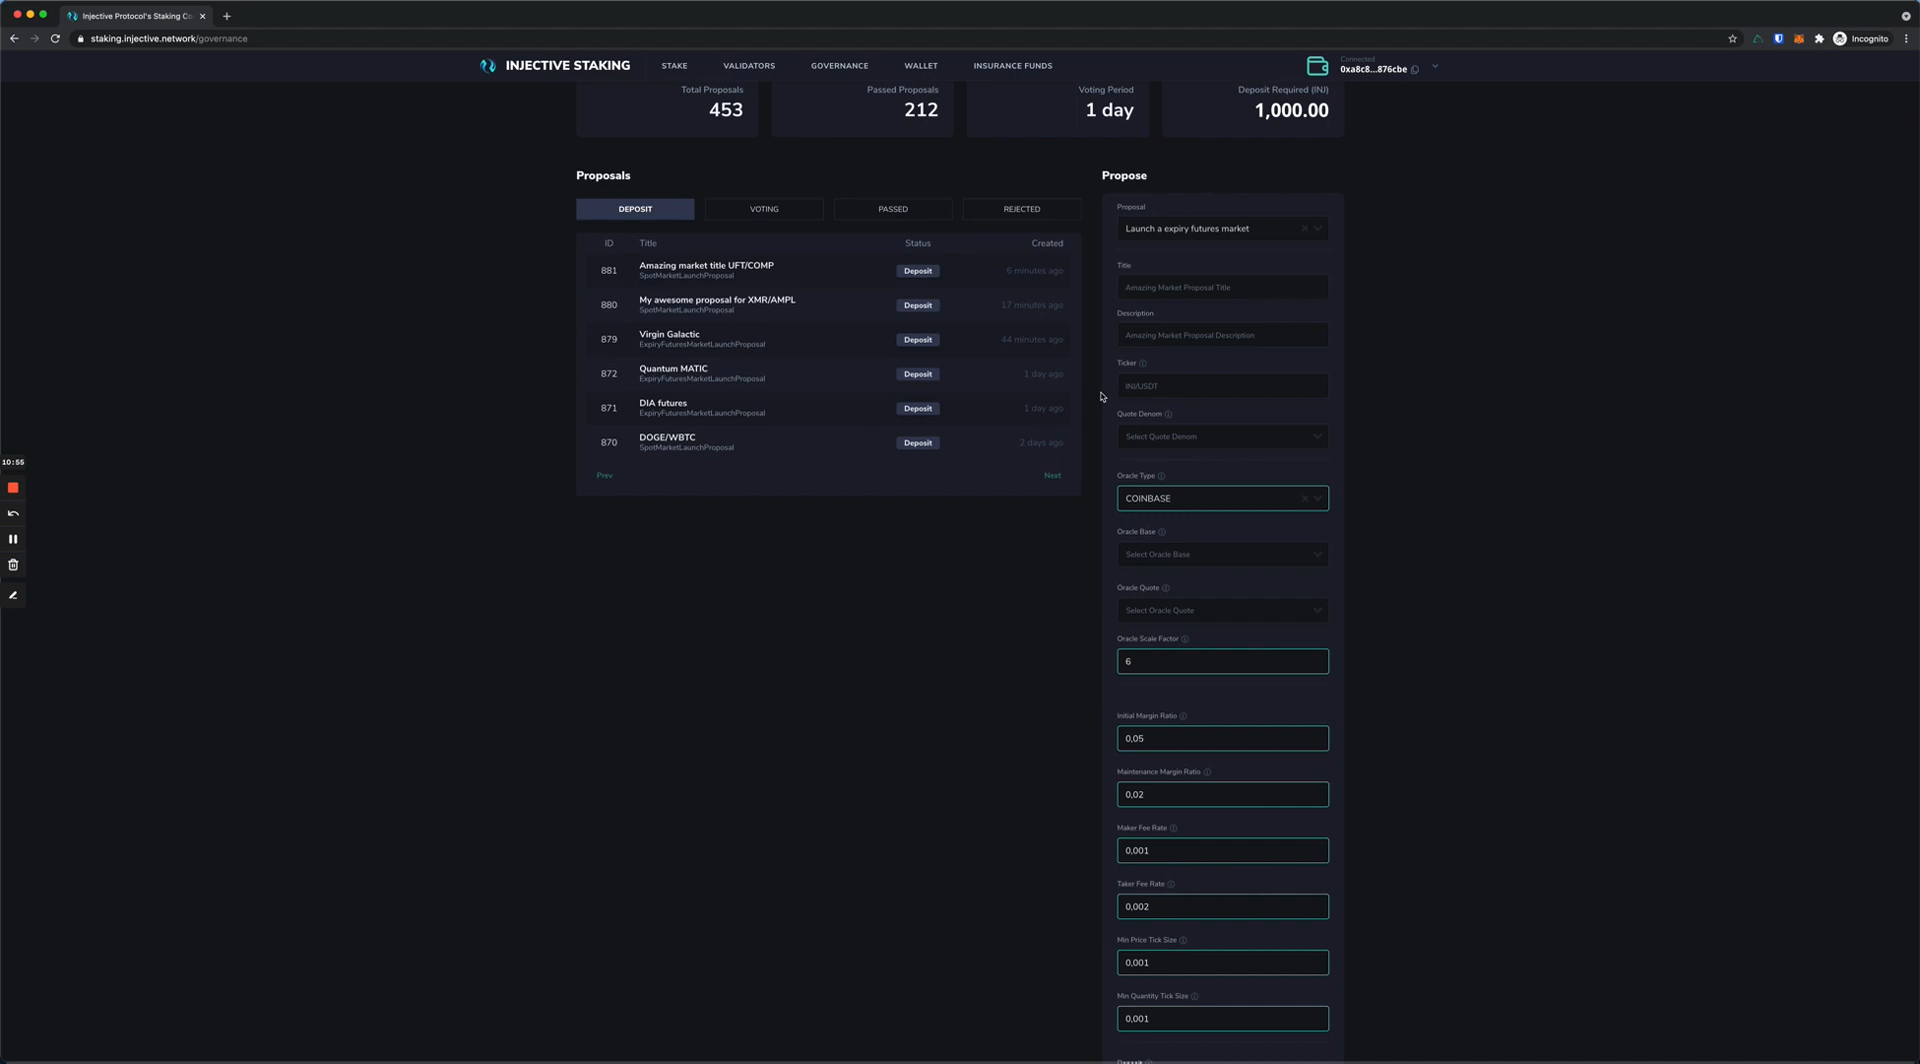 Injective Protocol's Staking Co
staking.injective.network/governance
Incognito
INJECTIVE STAKING
STAKE
VALIDATORS
GOVERNANCE
WALLET
INSURANCE FUNDS
Connected
0xa8c8...876cbe
Total Proposals
453
Passed Proposals
212
Voting Period
1 day
Deposit Required (INJ)
1,000.00
Proposals
DEPOSIT
VOTING
PASSED
REJECTED
ID Title Status Created
881 Amazing market title UFT/COMP Deposit 6 minutes ago
SpotMarketLaunchProposal
880 My awesome proposal for XMR/AMPL Deposit 17 minutes ago
SpotMarketLaunchProposal
879 Virgin Galactic Deposit 44 minutes ago
ExpiryFuturesMarketLaunchProposal
872 Quantum MATIC Deposit 1 day ago
ExpiryFuturesMarketLaunchProposal
871 DIA futures Deposit 1 day ago
ExpiryFuturesMarketLaunchProposal
870 DOGE/WBTC Deposit 2 days ago
SpotMarketLaunchProposal
Prev
Next
Propose
Proposal
Launch a expiry futures market
Title
Amazing Market Proposal Title
Description
Amazing Market Proposal Description
Ticker
INJ/USDT
Quote Denom
Select Quote Denom
Oracle Type
COINBASE
Oracle Base
Select Oracle Base
Oracle Quote
Select Oracle Quote
Oracle Scale Factor
6
Initial Margin Ratio
0,05
Maintenance Margin Ratio
0,02
Maker Fee Rate
0,001
Taker Fee Rate
0,002
Min Price Tick Size
0,001
Min Quantity Tick Size
0,001
10:55